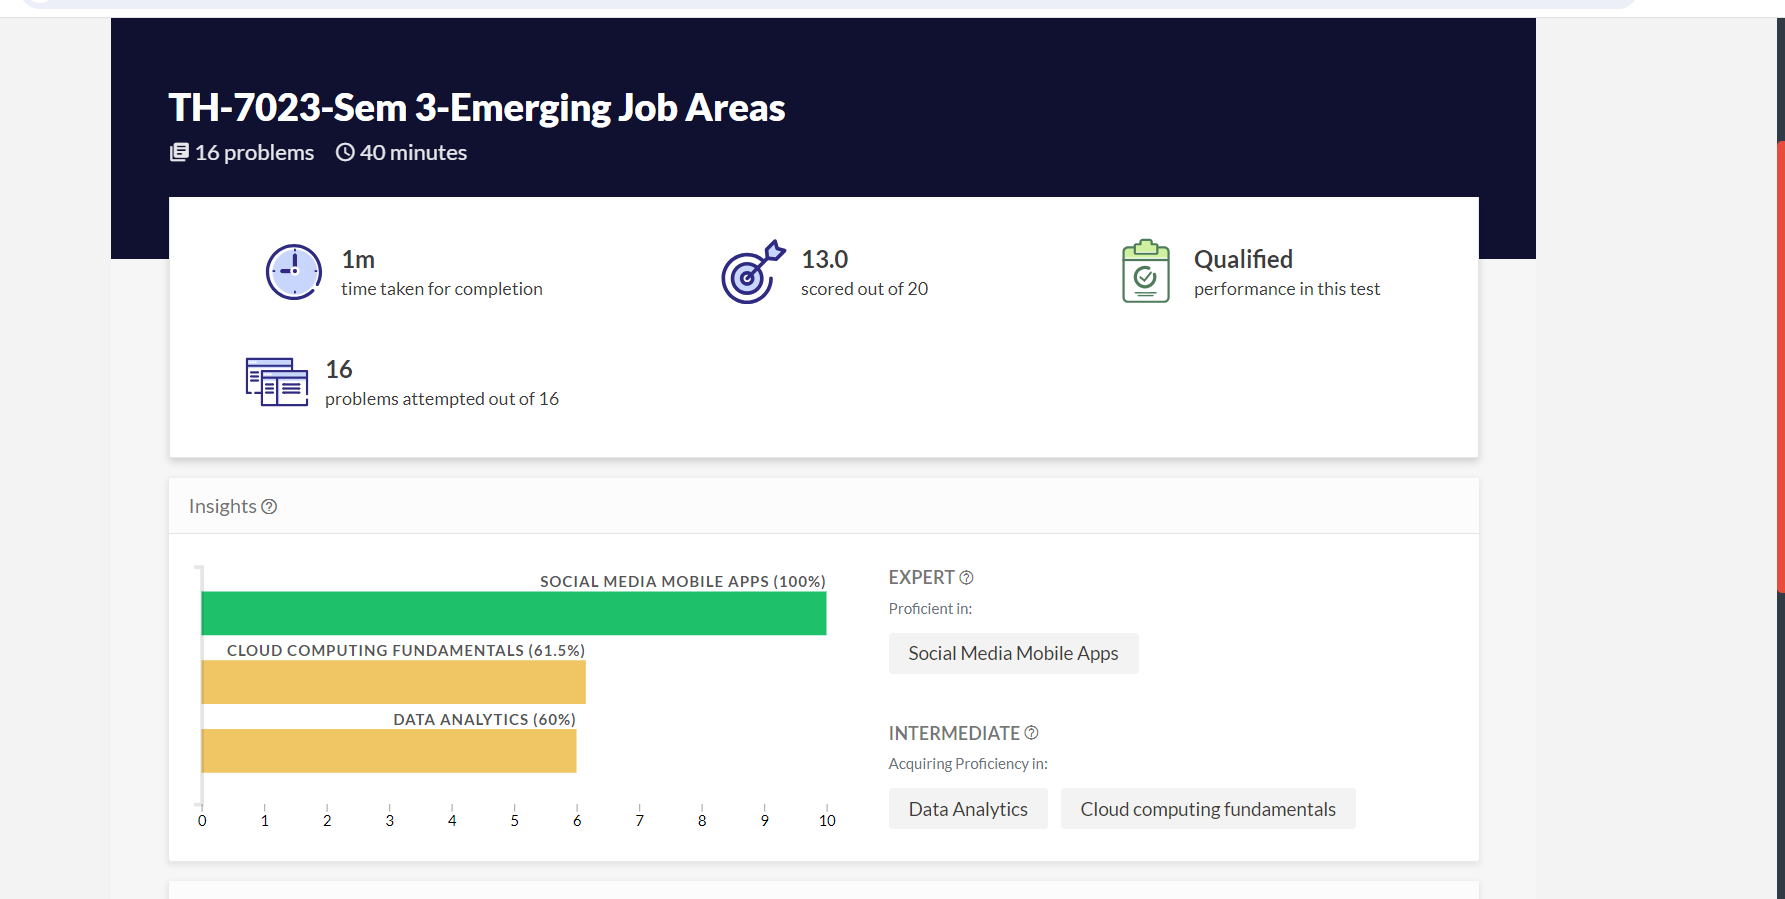 TH-7023-Sem 3-Emerging Job Areas
16 problems 40 minutes
1m
time taken for completion
13.0
scored out of 20
Qualified
performance in this test
16
problems attempted out of 16
Insights
SOCIAL MEDIA MOBILE APPS (100%)
CLOUD COMPUTING FUNDAMENTALS (61.5%)
DATA ANALYTICS (60%)
0 1 2 3 4 5 6 7 8 9 10
EXPERT
Proficient in:
Social Media Mobile Apps
INTERMEDIATE
Acquiring Proficiency in:
Data Analytics Cloud computing fundamentals